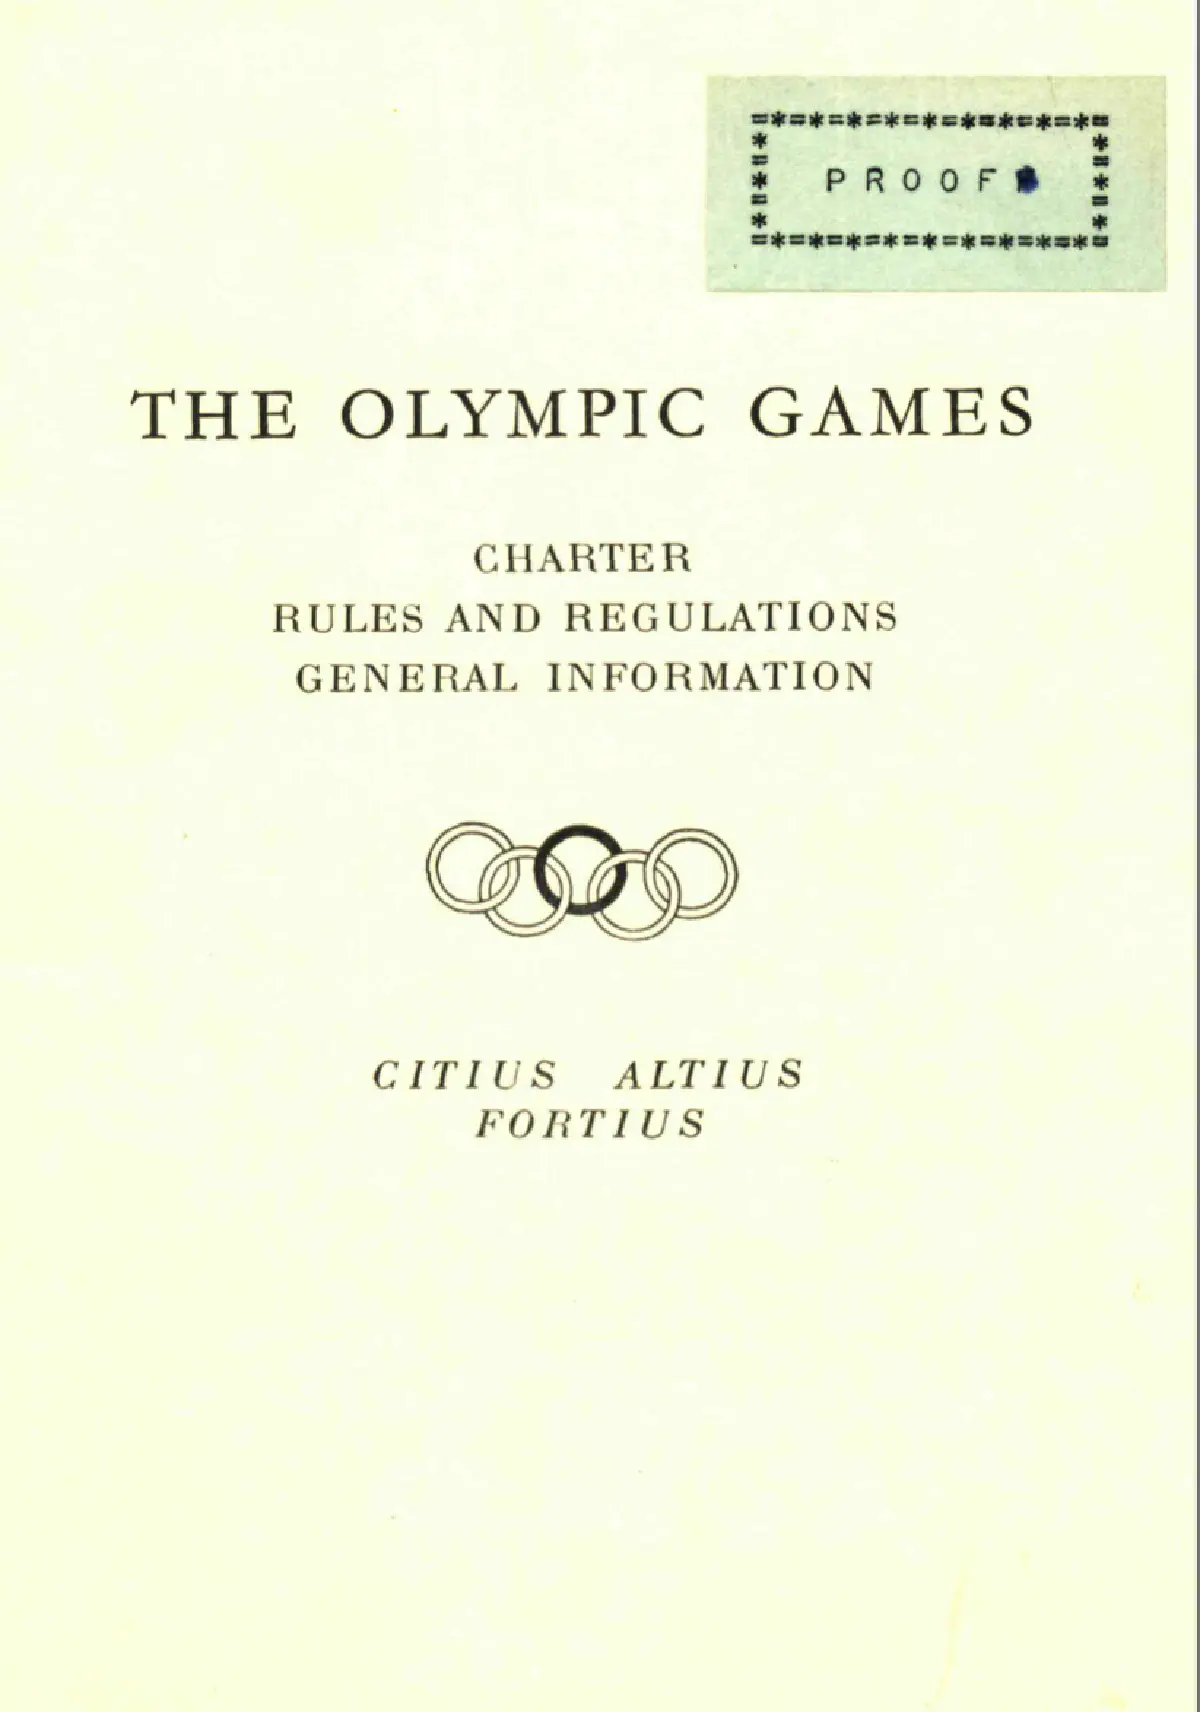 =*=*=*=*=*=*=*=*=*=
PROOF
=*=*=*=*=*=*=*=*=*=
THE OLYMPIC GAMES
CHARTER
RULES AND REGULATIONS
GENERAL INFORMATION
CITIUS ALTIUS
FORTIUS